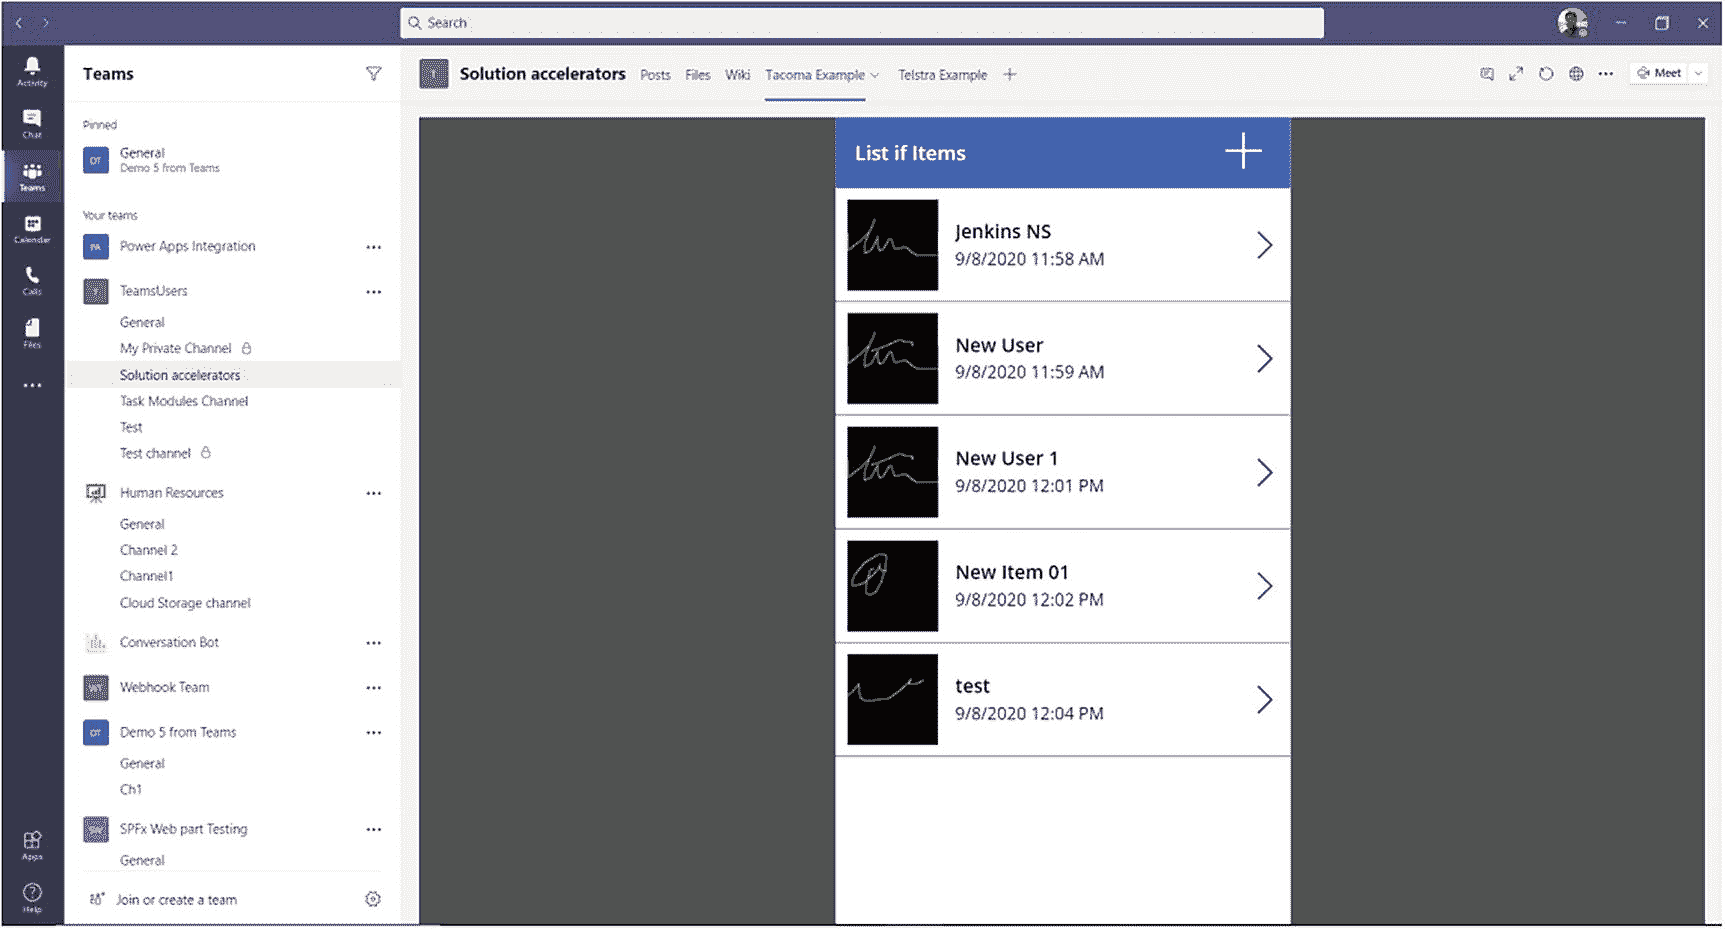 Search
Activity
Chat
Teams
Calendar
Calls
Files
Apps
Help
Teams
Pinned
DT
General
Demo 5 from Teams
Your teams
PA
Power Apps Integration
T
TeamsUsers
General
My Private Channel
Solution accelerators
Task Modules Channel
Test
Test channel
Human Resources
General
Channel 2
Channel1
Cloud Storage channel
Conversation Bot
WT
Webhook Team
DT
Demo 5 from Teams
General
Ch1
SW
SPFx Web part Testing
General
Join or create a team
T
Solution accelerators Posts Files Wiki Tacoma Example Telstra Example
Meet
List if Items
Jenkins NS
9/8/2020 11:58 AM
New User
9/8/2020 11:59 AM
New User 1
9/8/2020 12:01 PM
New Item 01
9/8/2020 12:02 PM
test
9/8/2020 12:04 PM